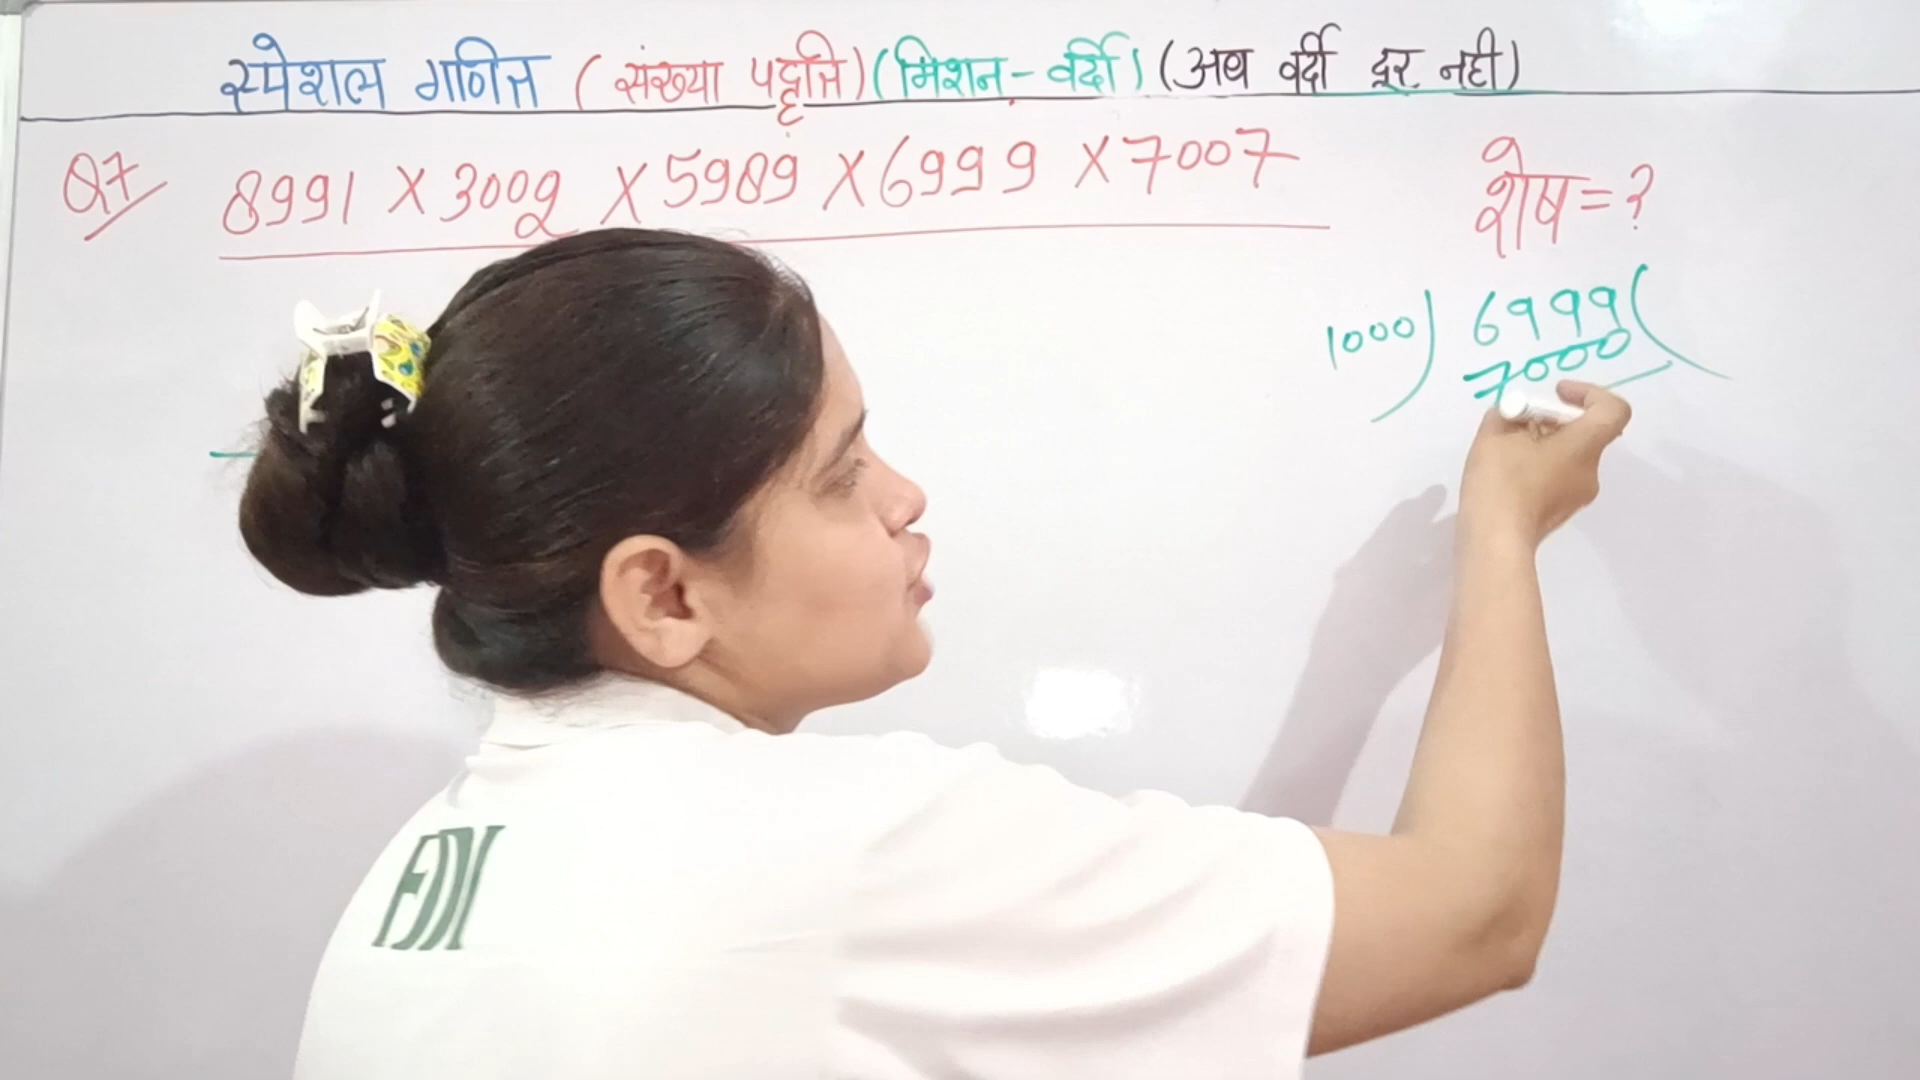 स्पेशल गणित (संख्या पद्धति) (मिशन - वर्दी) (अब वर्दी दूर नही)
Q7 8991 X 3009 X 5989 X 6999 X 7007 शेष = ?
1000) 6999 (
7000